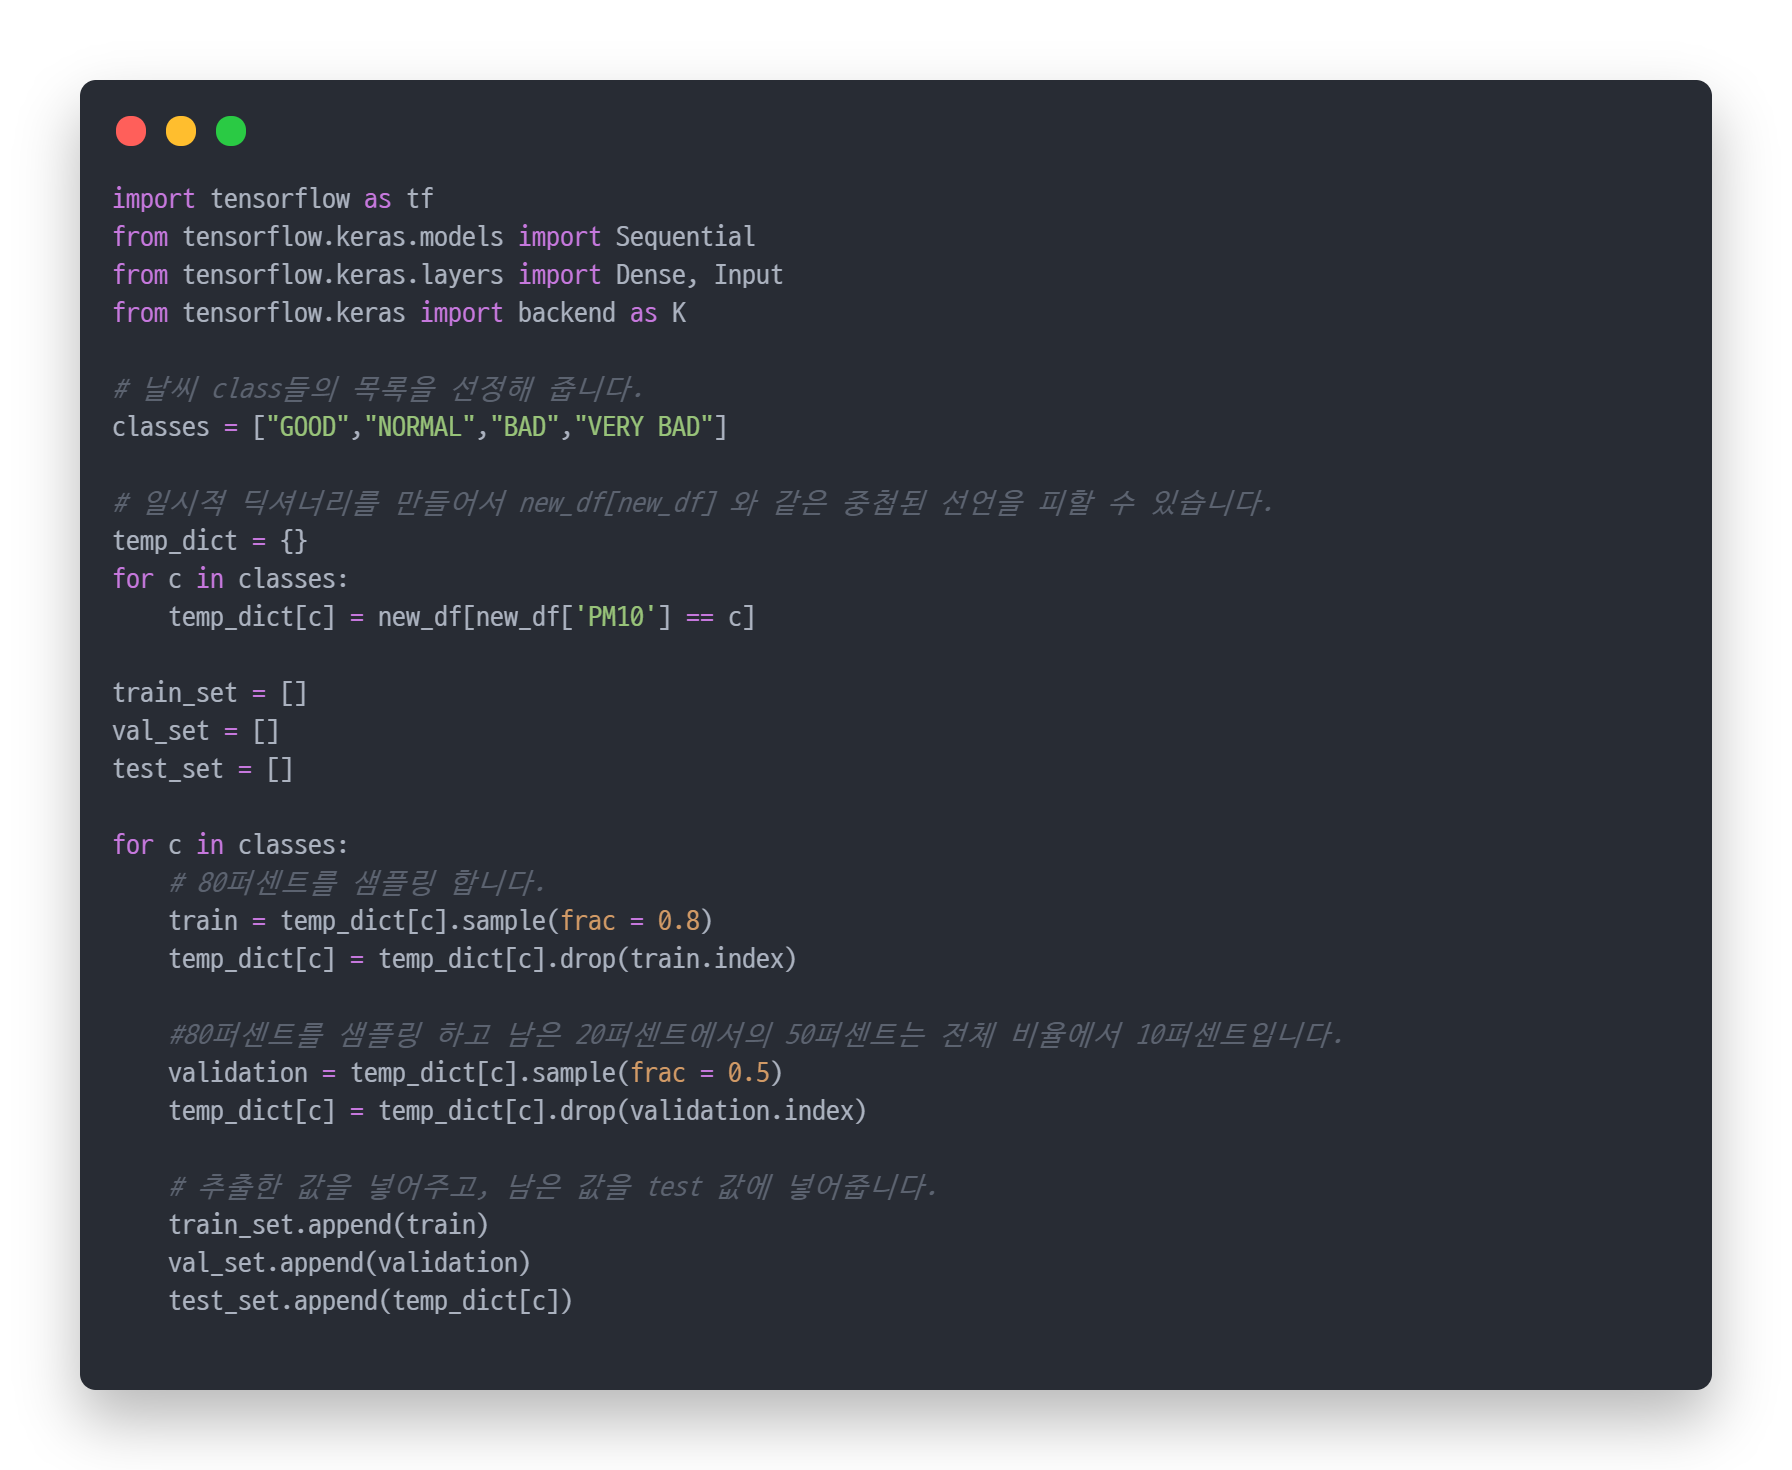 import tensorflow as tf
from tensorflow.keras.models import Sequential
from tensorflow.keras.layers import Dense, Input
from tensorflow.keras import backend as K
# 날씨 class들의 목록을 선정해 줍니다.
classes = ["GOOD","NORMAL","BAD","VERY BAD"]
# 일시적 딕셔너리를 만들어서 new_df[new_df] 와 같은 중첩된 선언을 피할 수 있습니다.
temp_dict = {}
for c in classes:
    temp_dict[c] = new_df[new_df['PM10'] == c]
train_set = []
val_set = []
test_set = []
for c in classes:
    # 80퍼센트를 샘플링 합니다.
    train = temp_dict[c].sample(frac = 0.8)
    temp_dict[c] = temp_dict[c].drop(train.index)
    #80퍼센트를 샘플링 하고 남은 20퍼센트에서의 50퍼센트는 전체 비율에서 10퍼센트입니다.
    validation = temp_dict[c].sample(frac = 0.5)
    temp_dict[c] = temp_dict[c].drop(validation.index)
    # 추출한 값을 넣어주고, 남은 값을 test 값에 넣어줍니다.
    train_set.append(train)
    val_set.append(validation)
    test_set.append(temp_dict[c])